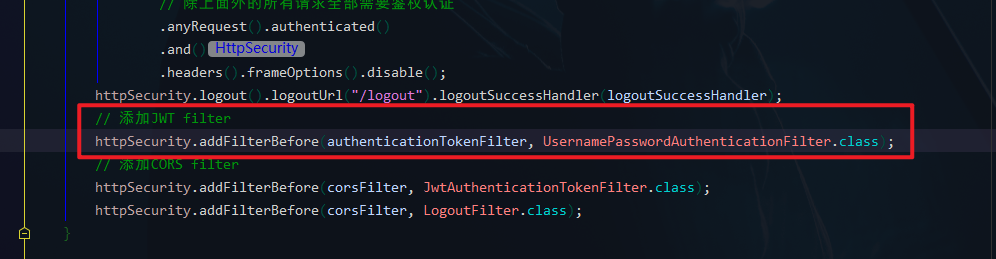 // 除上面外的所有请求全部需要鉴权认证
.anyRequest().authenticated()
.and() HttpSecurity
.headers().frameOptions().disable();
httpSecurity.logout().logoutUrl("/logout").logoutSuccessHandler(logoutSuccessHandler);
// 添加JWT filter
httpSecurity.addFilterBefore(authenticationTokenFilter, UsernamePasswordAuthenticationFilter.class);
// 添加CORS filter
httpSecurity.addFilterBefore(corsFilter, JwtAuthenticationTokenFilter.class);
httpSecurity.addFilterBefore(corsFilter, LogoutFilter.class);
}